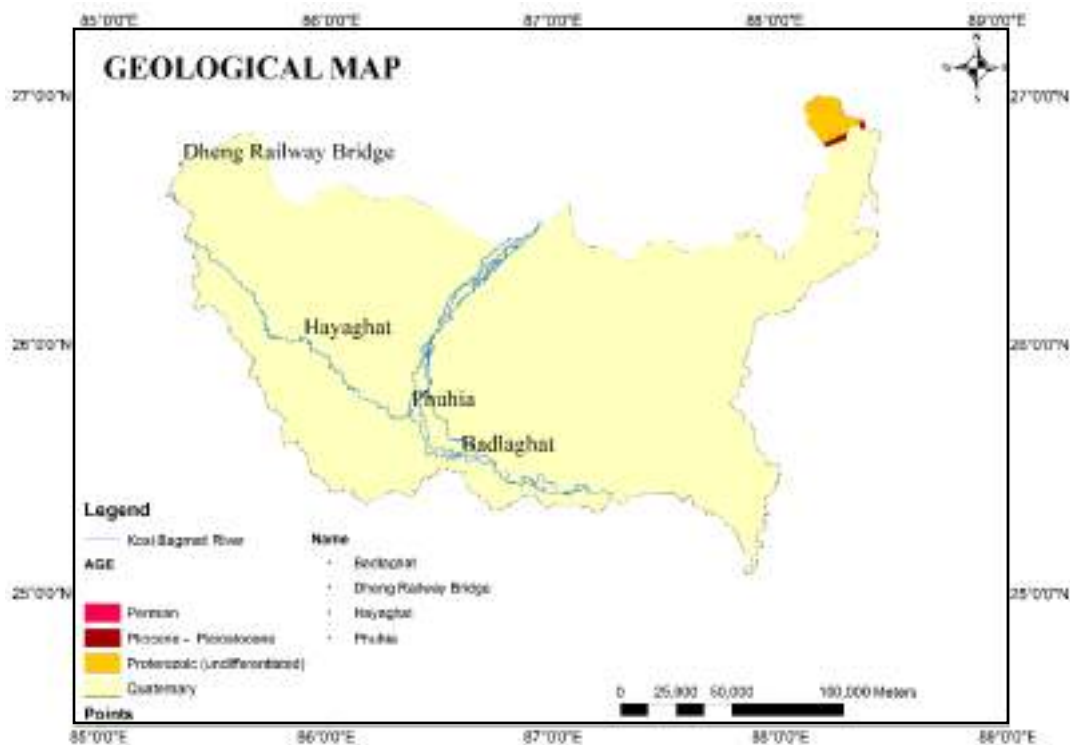 85°0'0"E 86°0'0"E 87°0'0"E 88°0'0"E 89°0'0"E
GEOLOGICAL MAP
27°0'0"N 27°0'0"N
Dheng Railway Bridge
Hayaghat
26°0'0"N 26°0'0"N
Phuhia
Badlaghat
Legend
Kosi Bagmati River
Name
AGE
Badlaghat
Dheng Railway Bridge
25°0'0"N 25°0'0"N
Permian
Hayaghat
Pliocene - Pleistocene
Phuhia
Proterozoic (undifferentiated)
Quaternary
0 25,000 50,000 100,000 Meters
Points
85°0'0"E 86°0'0"E 87°0'0"E 88°0'0"E 89°0'0"E